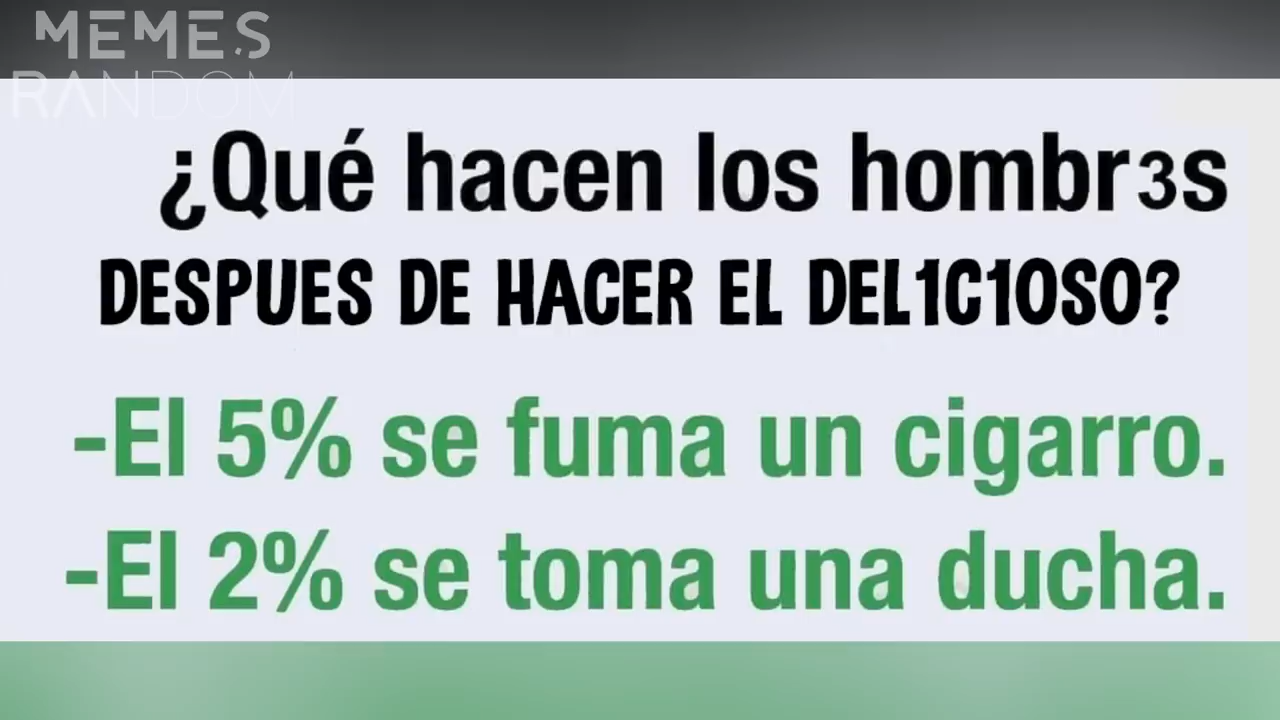 MEMES
RANDOM
¿Qué hacen los hombr3s
DESPUES DE HACER EL DEL1C10SO?
-El 5% se fuma un cigarro.
-El 2% se toma una ducha.